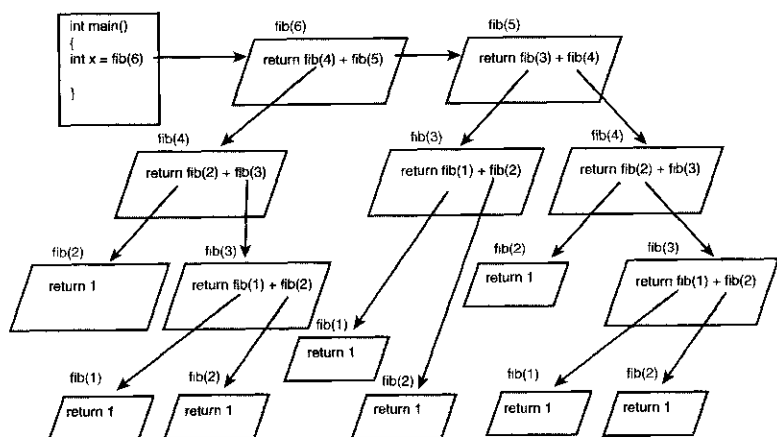 int main()
{
int x = fib(6)
}
fib(6)
return fib(4) + fib(5)
fib(5)
return fib(3) + fib(4)
fib(4)
return fib(2) + fib(3)
fib(3)
return fib(1) + fib(2)
fib(4)
return fib(2) + fib(3)
fib(2)
return 1
fib(3)
return fib(1) + fib(2)
fib(2)
return 1
fib(3)
return fib(1) + fib(2)
fib(1)
return 1
fib(1)
return 1
fib(2)
return 1
fib(2)
return 1
fib(1)
return 1
fib(2)
return 1